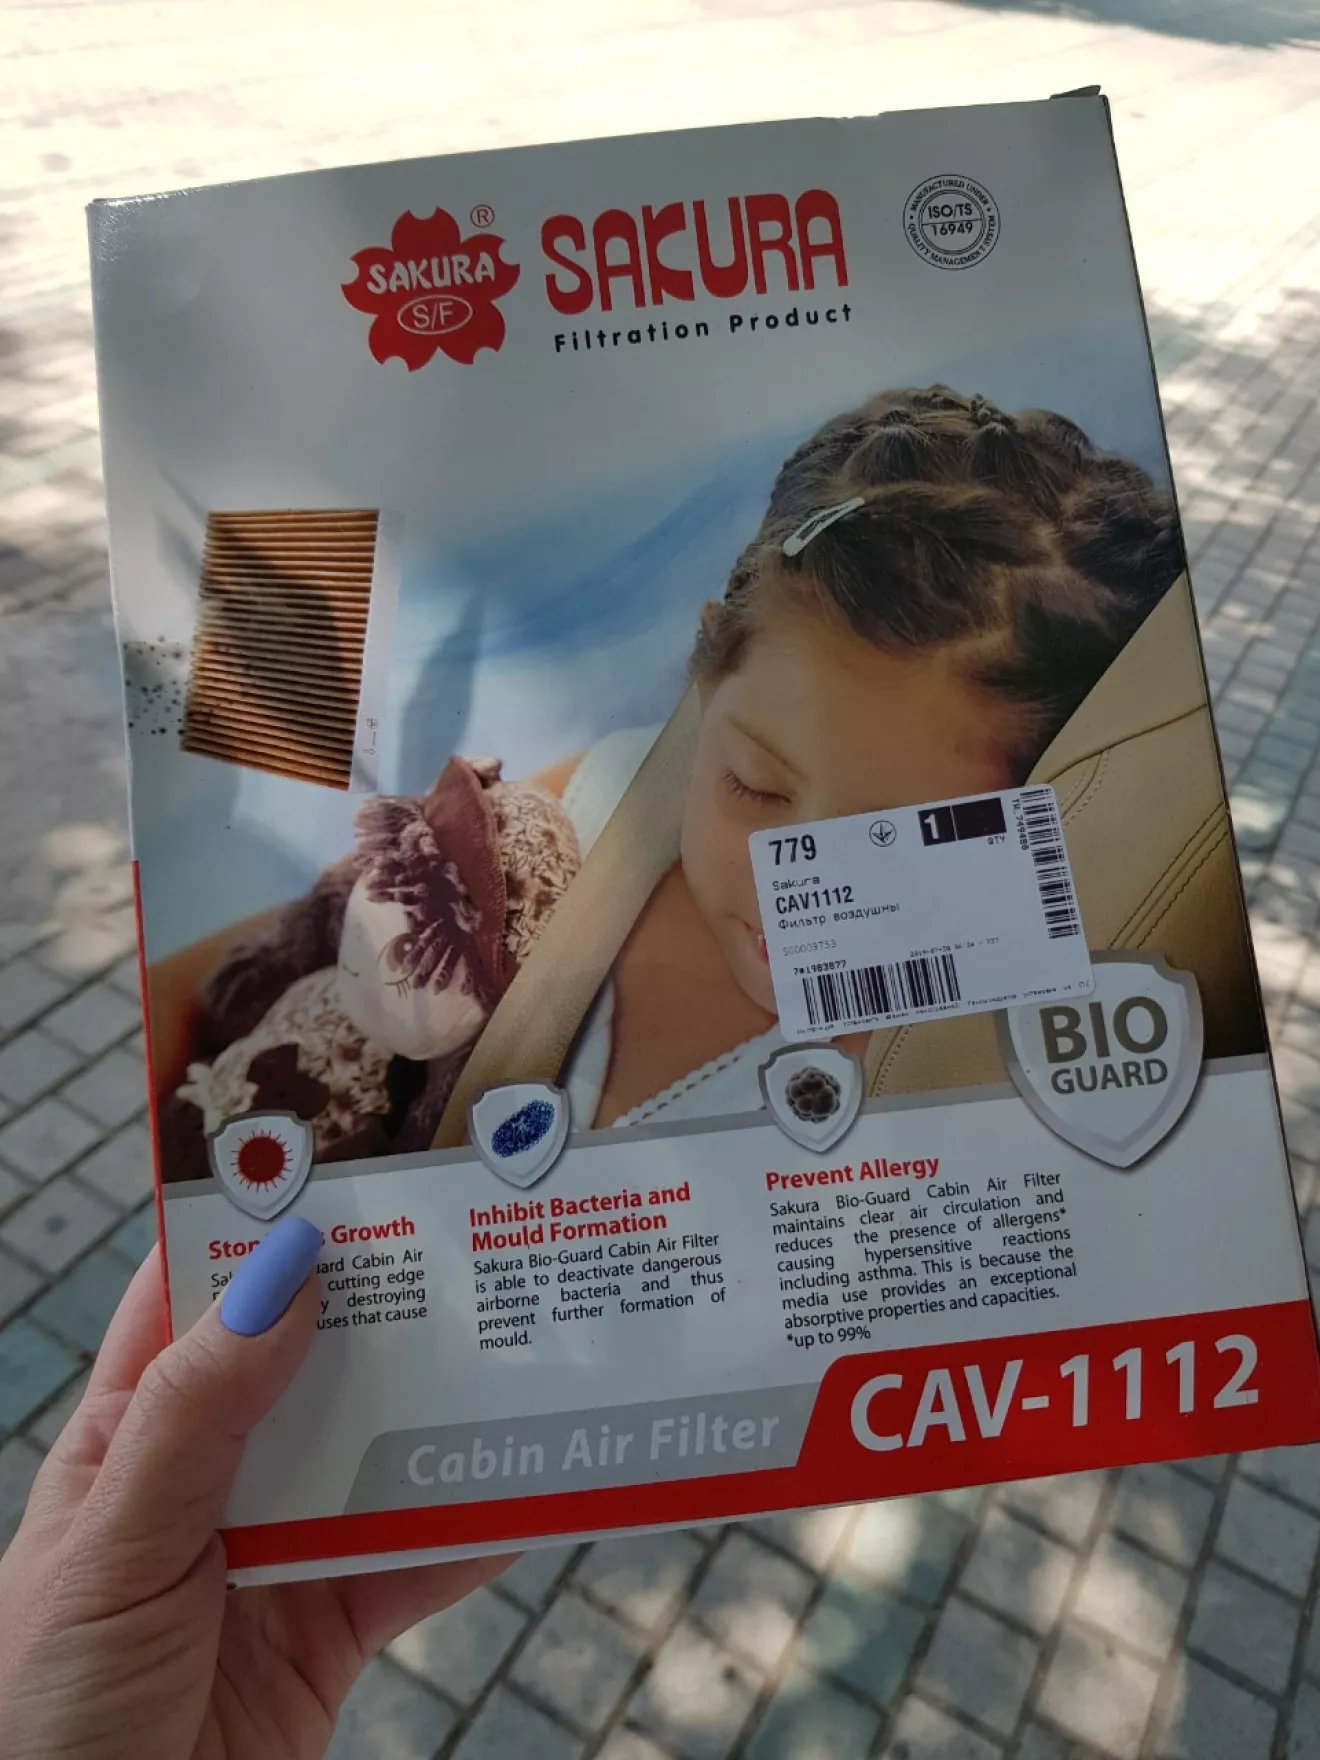 SAKURA
S/F
®
SAKURA
Filtration Product
MANUFACTURED UNDER
ISO/TS
16949
QUALITY MANAGEMENT SYSTEM
779
1
QTY
Sakura
CAV1112
Фильтр воздушны
BIO
GUARD
Growth
Cabin Air
cutting edge
destroying
that cause
Inhibit Bacteria and
Mould Formation
Sakura Bio-Guard Cabin Air Filter
is able to deactivate dangerous
airborne bacteria and thus
prevent further formation of
mould.
Prevent Allergy
Sakura Bio-Guard Cabin Air Filter
maintains clear air circulation and
reduces the presence of allergens*
causing hypersensitive reactions
including asthma. This is because the
media use provides an exceptional
absorptive properties and capacities.
*up to 99%
Cabin Air Filter
CAV-1112